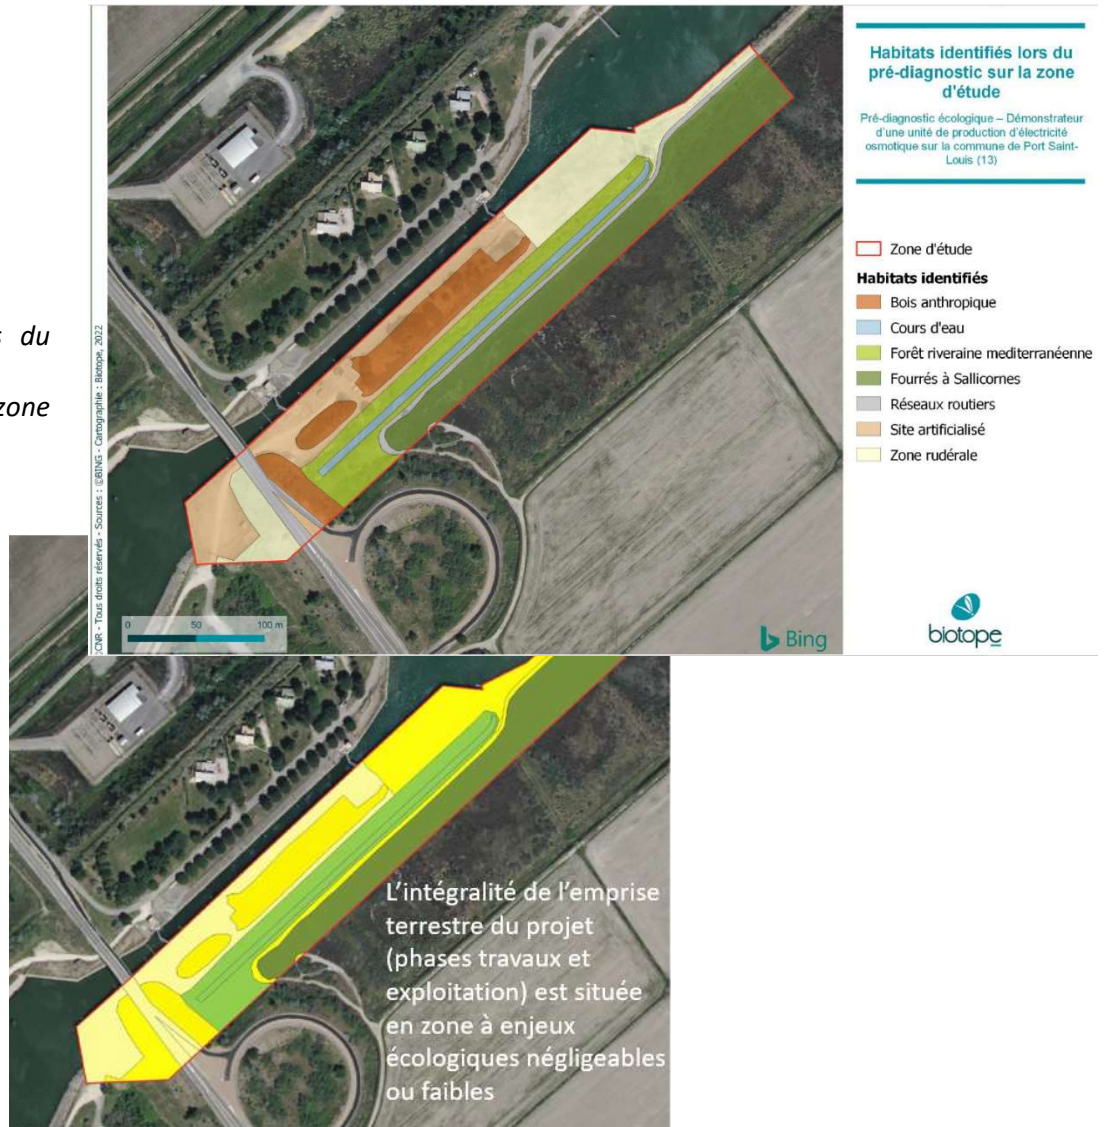 s du
zone
©CNR - Tous droits réservés - Sources : ©BING - Cartographie : Biotope, 2022
0 50 100 m
Bing
Habitats identifiés lors du
pré-diagnostic sur la zone
d'étude
Pré-diagnostic écologique – Démonstrateur
d'une unité de production d'électricité
osmotique sur la commune de Port Saint-
Louis (13)
Zone d'étude
Habitats identifiés
Bois anthropique
Cours d'eau
Forêt riveraine mediterranéenne
Fourrés à Sallicornes
Réseaux routiers
Site artificialisé
Zone rudérale
biotope
L'intégralité de l'emprise
terrestre du projet
(phases travaux et
exploitation) est située
en zone à enjeux
écologiques négligeables
ou faibles